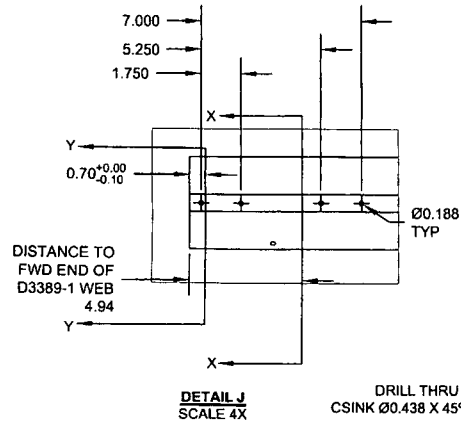 7.000
5.250
1.750
X
Y
0.70 +0.00 -0.10
Ø0.188
TYP
DISTANCE TO
FWD END OF
D3389-1 WEB
4.94
Y
X
DETAIL J
SCALE 4X
DRILL THRU
CSINK Ø0.438 X 45°